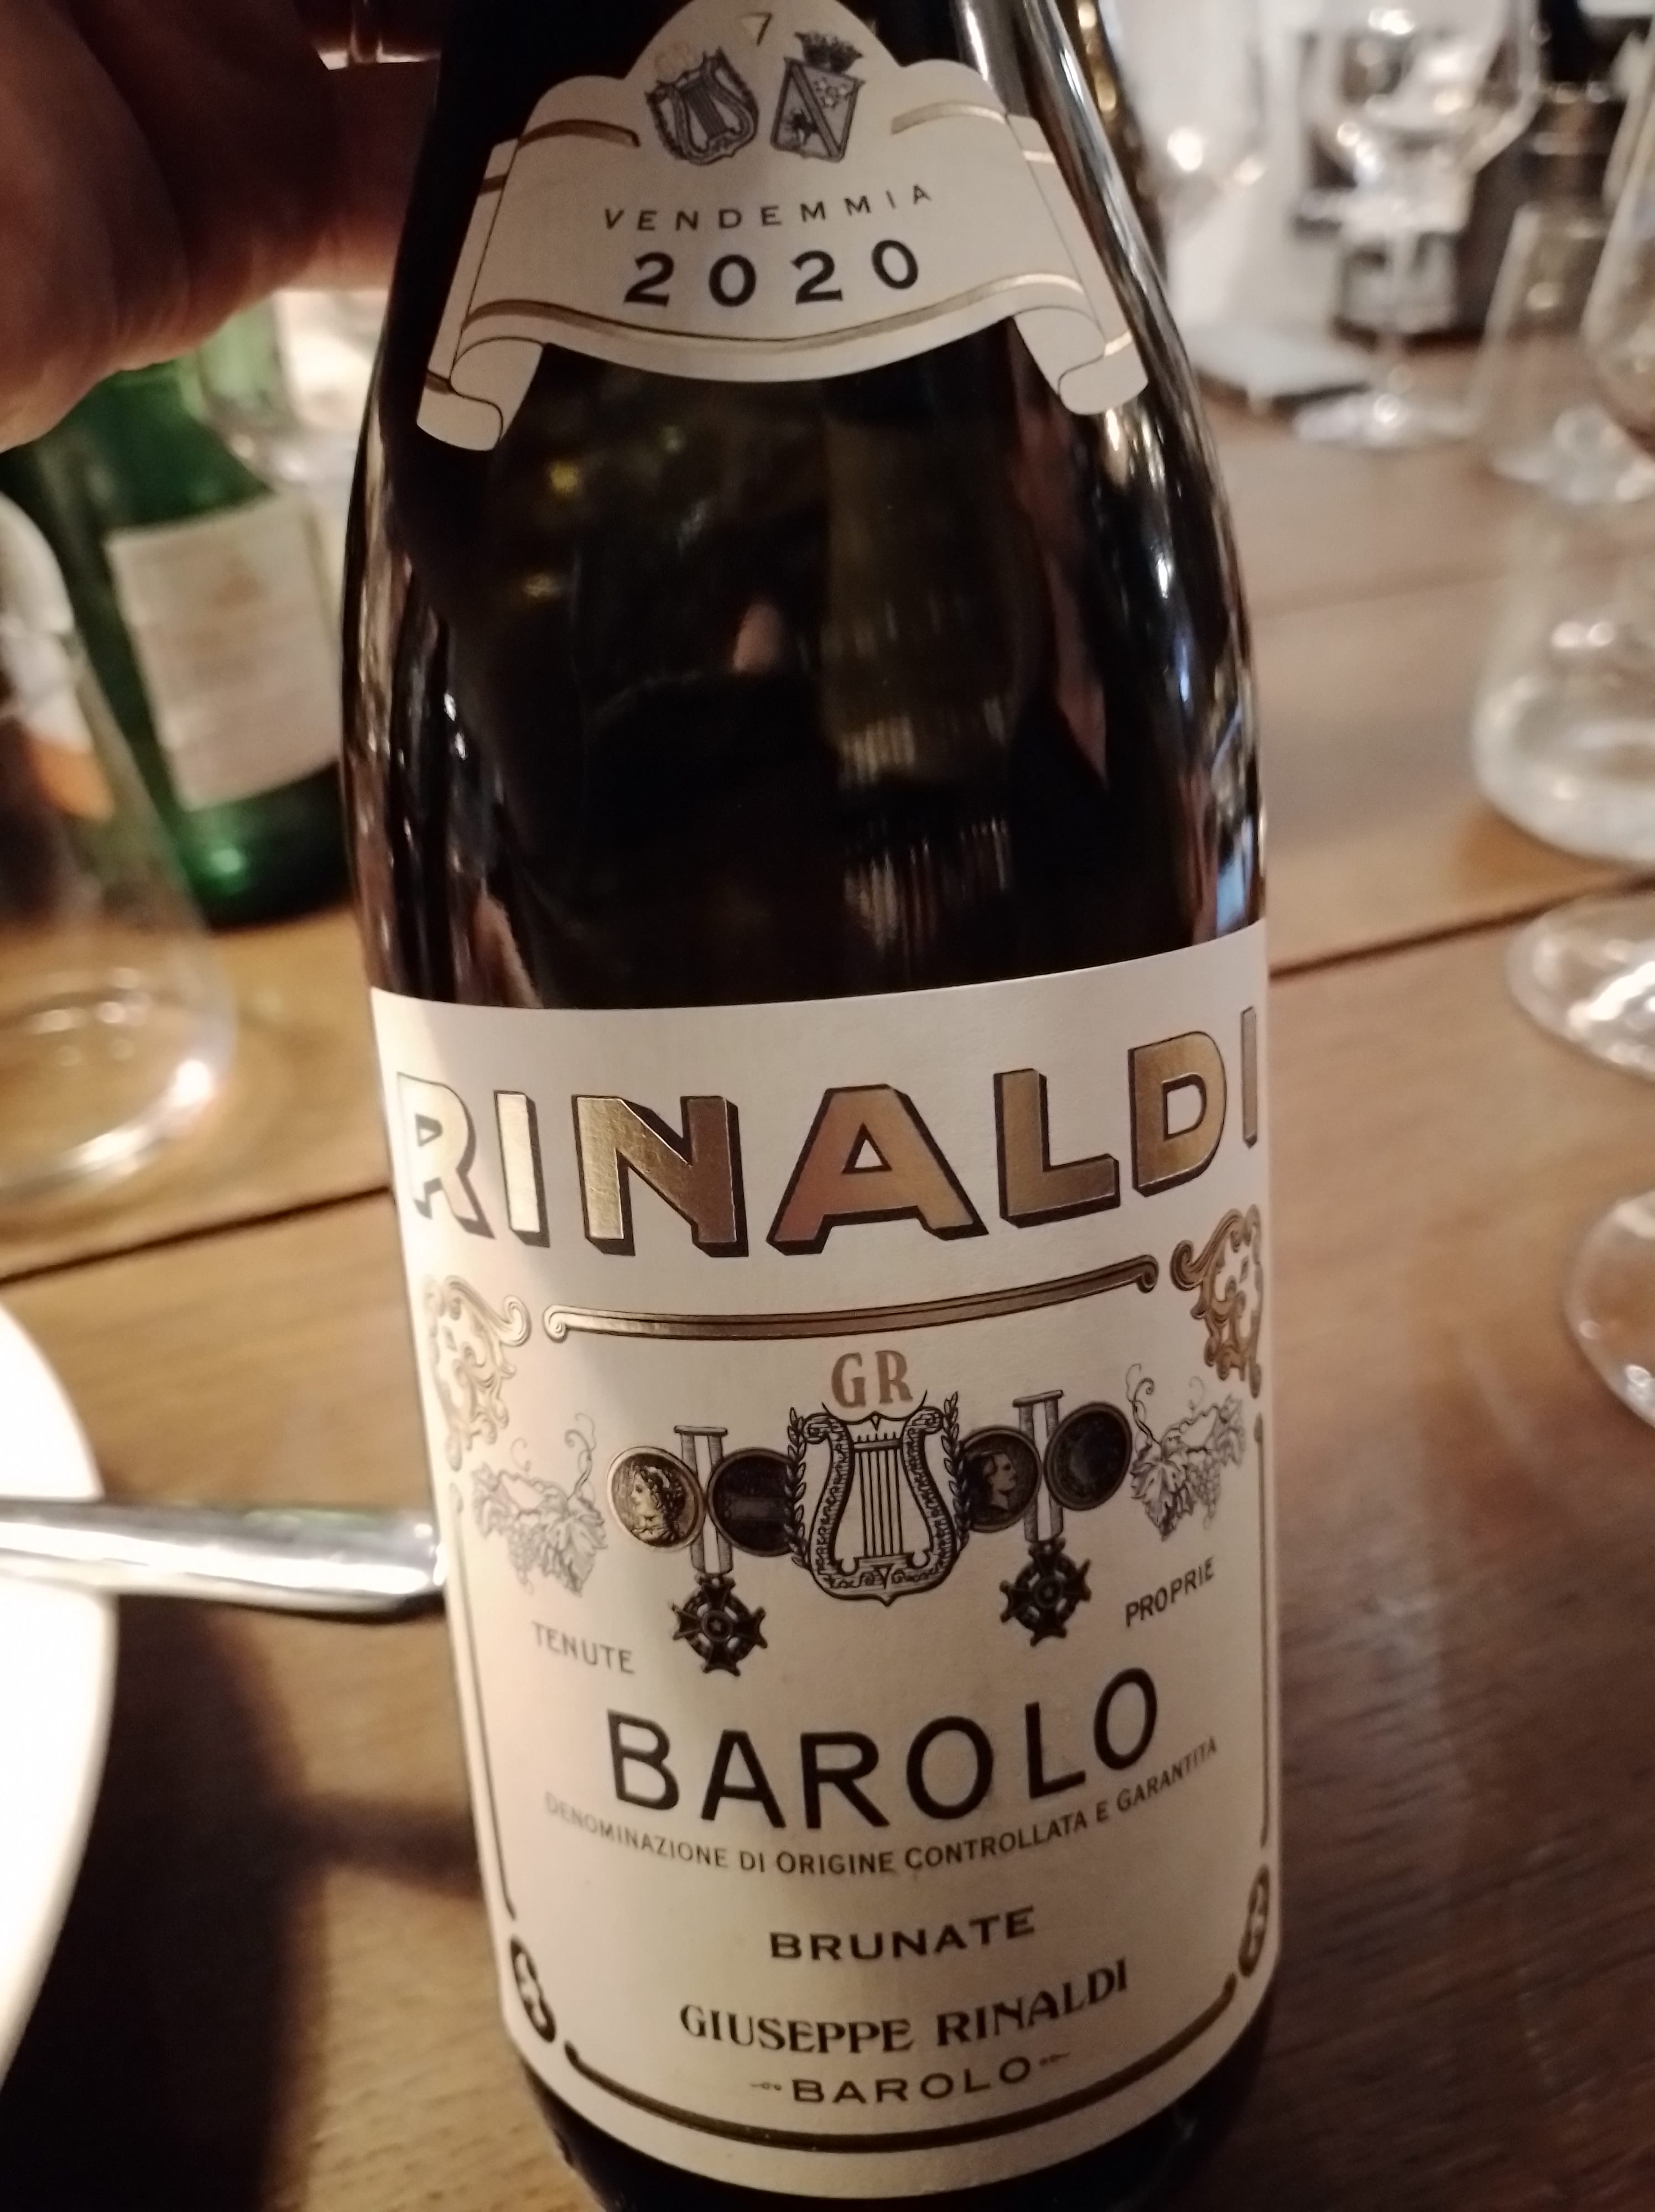 VENDEMMIA
2020
RINALDI
GR
TENUTE
PROPRIE
BAROLO
DENOMINAZIONE DI ORIGINE CONTROLLATA E GARANTITA
BRUNATE
GIUSEPPE RINALDI
BAROLO